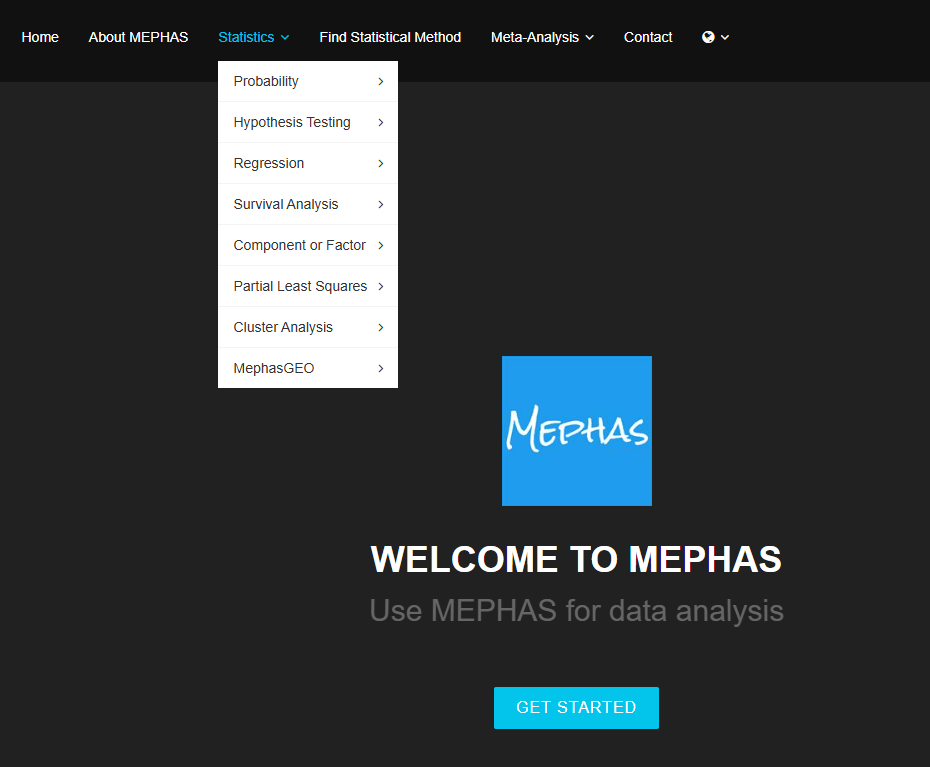 Home About MEPHAS Statistics Find Statistical Method Meta-Analysis Contact
Probability
Hypothesis Testing
Regression
Survival Analysis
Component or Factor
Partial Least Squares
Cluster Analysis
MephasGEO
MEPHAS
WELCOME TO MEPHAS
Use MEPHAS for data analysis
GET STARTED